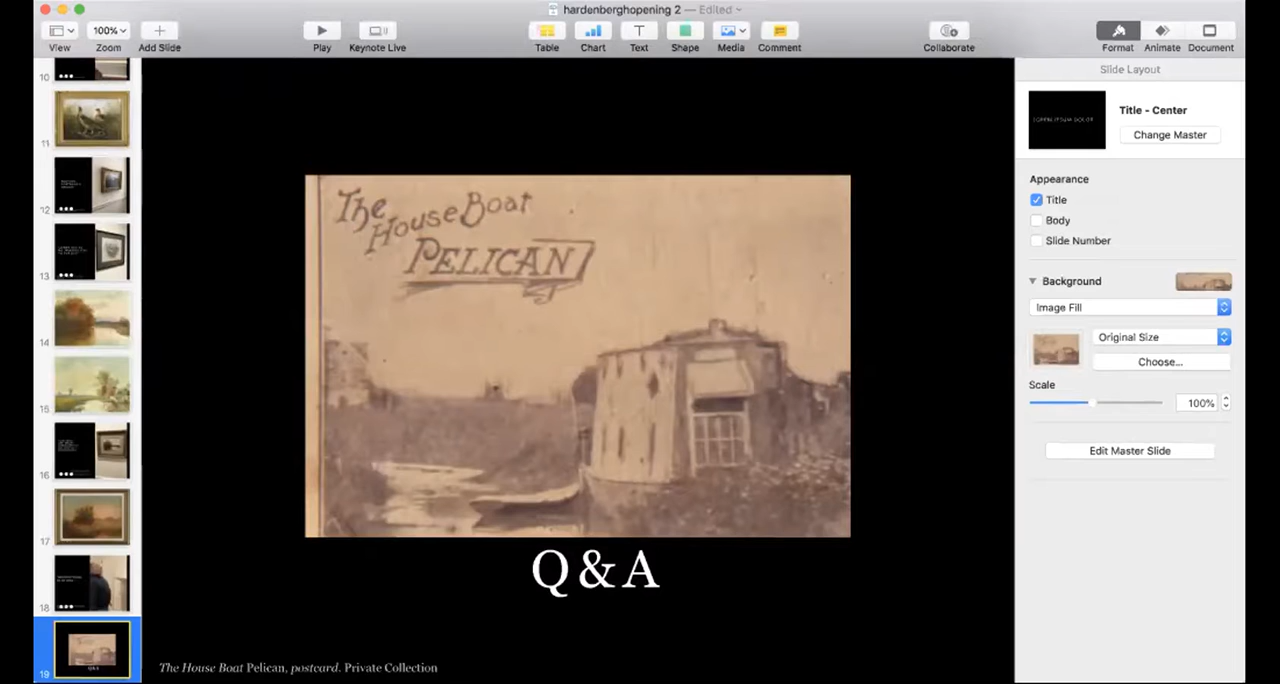 hardenberghopening 2 — Edited
100%
View
Zoom
Add Slide
Play
Keynote Live
Table
Chart
Text
Shape
Media
Comment
Collaborate
Format
Animate
Document
Slide Layout
LOREM IPSUM DOLOR
Title - Center
Change Master
Appearance
Title
Body
Slide Number
Background
Image Fill
Original Size
Choose...
Scale
100%
Edit Master Slide
10
11
12
13
14
15
16
17
18
19
The
House Boat
PELICAN
Q&A
The House Boat Pelican, postcard. Private Collection